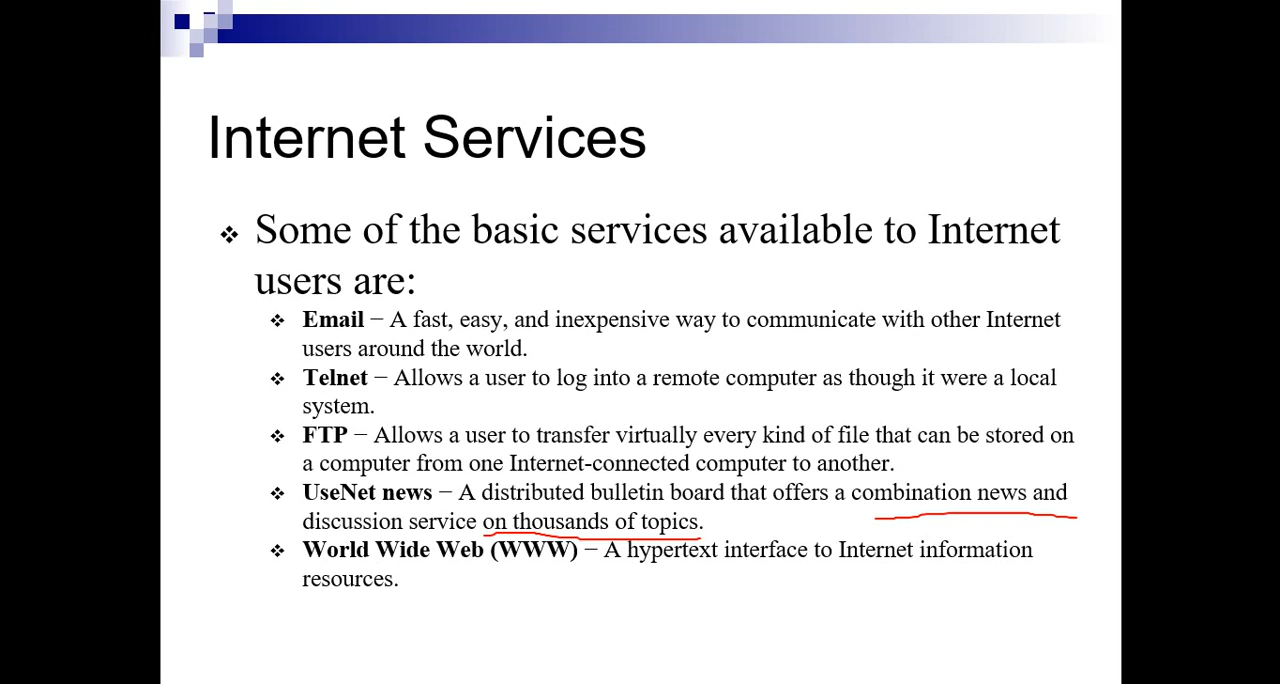 Internet Services
❖ Some of the basic services available to Internet
users are:
❖ Email − A fast, easy, and inexpensive way to communicate with other Internet
users around the world.
❖ Telnet − Allows a user to log into a remote computer as though it were a local
system.
❖ FTP − Allows a user to transfer virtually every kind of file that can be stored on
a computer from one Internet-connected computer to another.
❖ UseNet news − A distributed bulletin board that offers a combination news and
discussion service on thousands of topics.
❖ World Wide Web (WWW) − A hypertext interface to Internet information
resources.